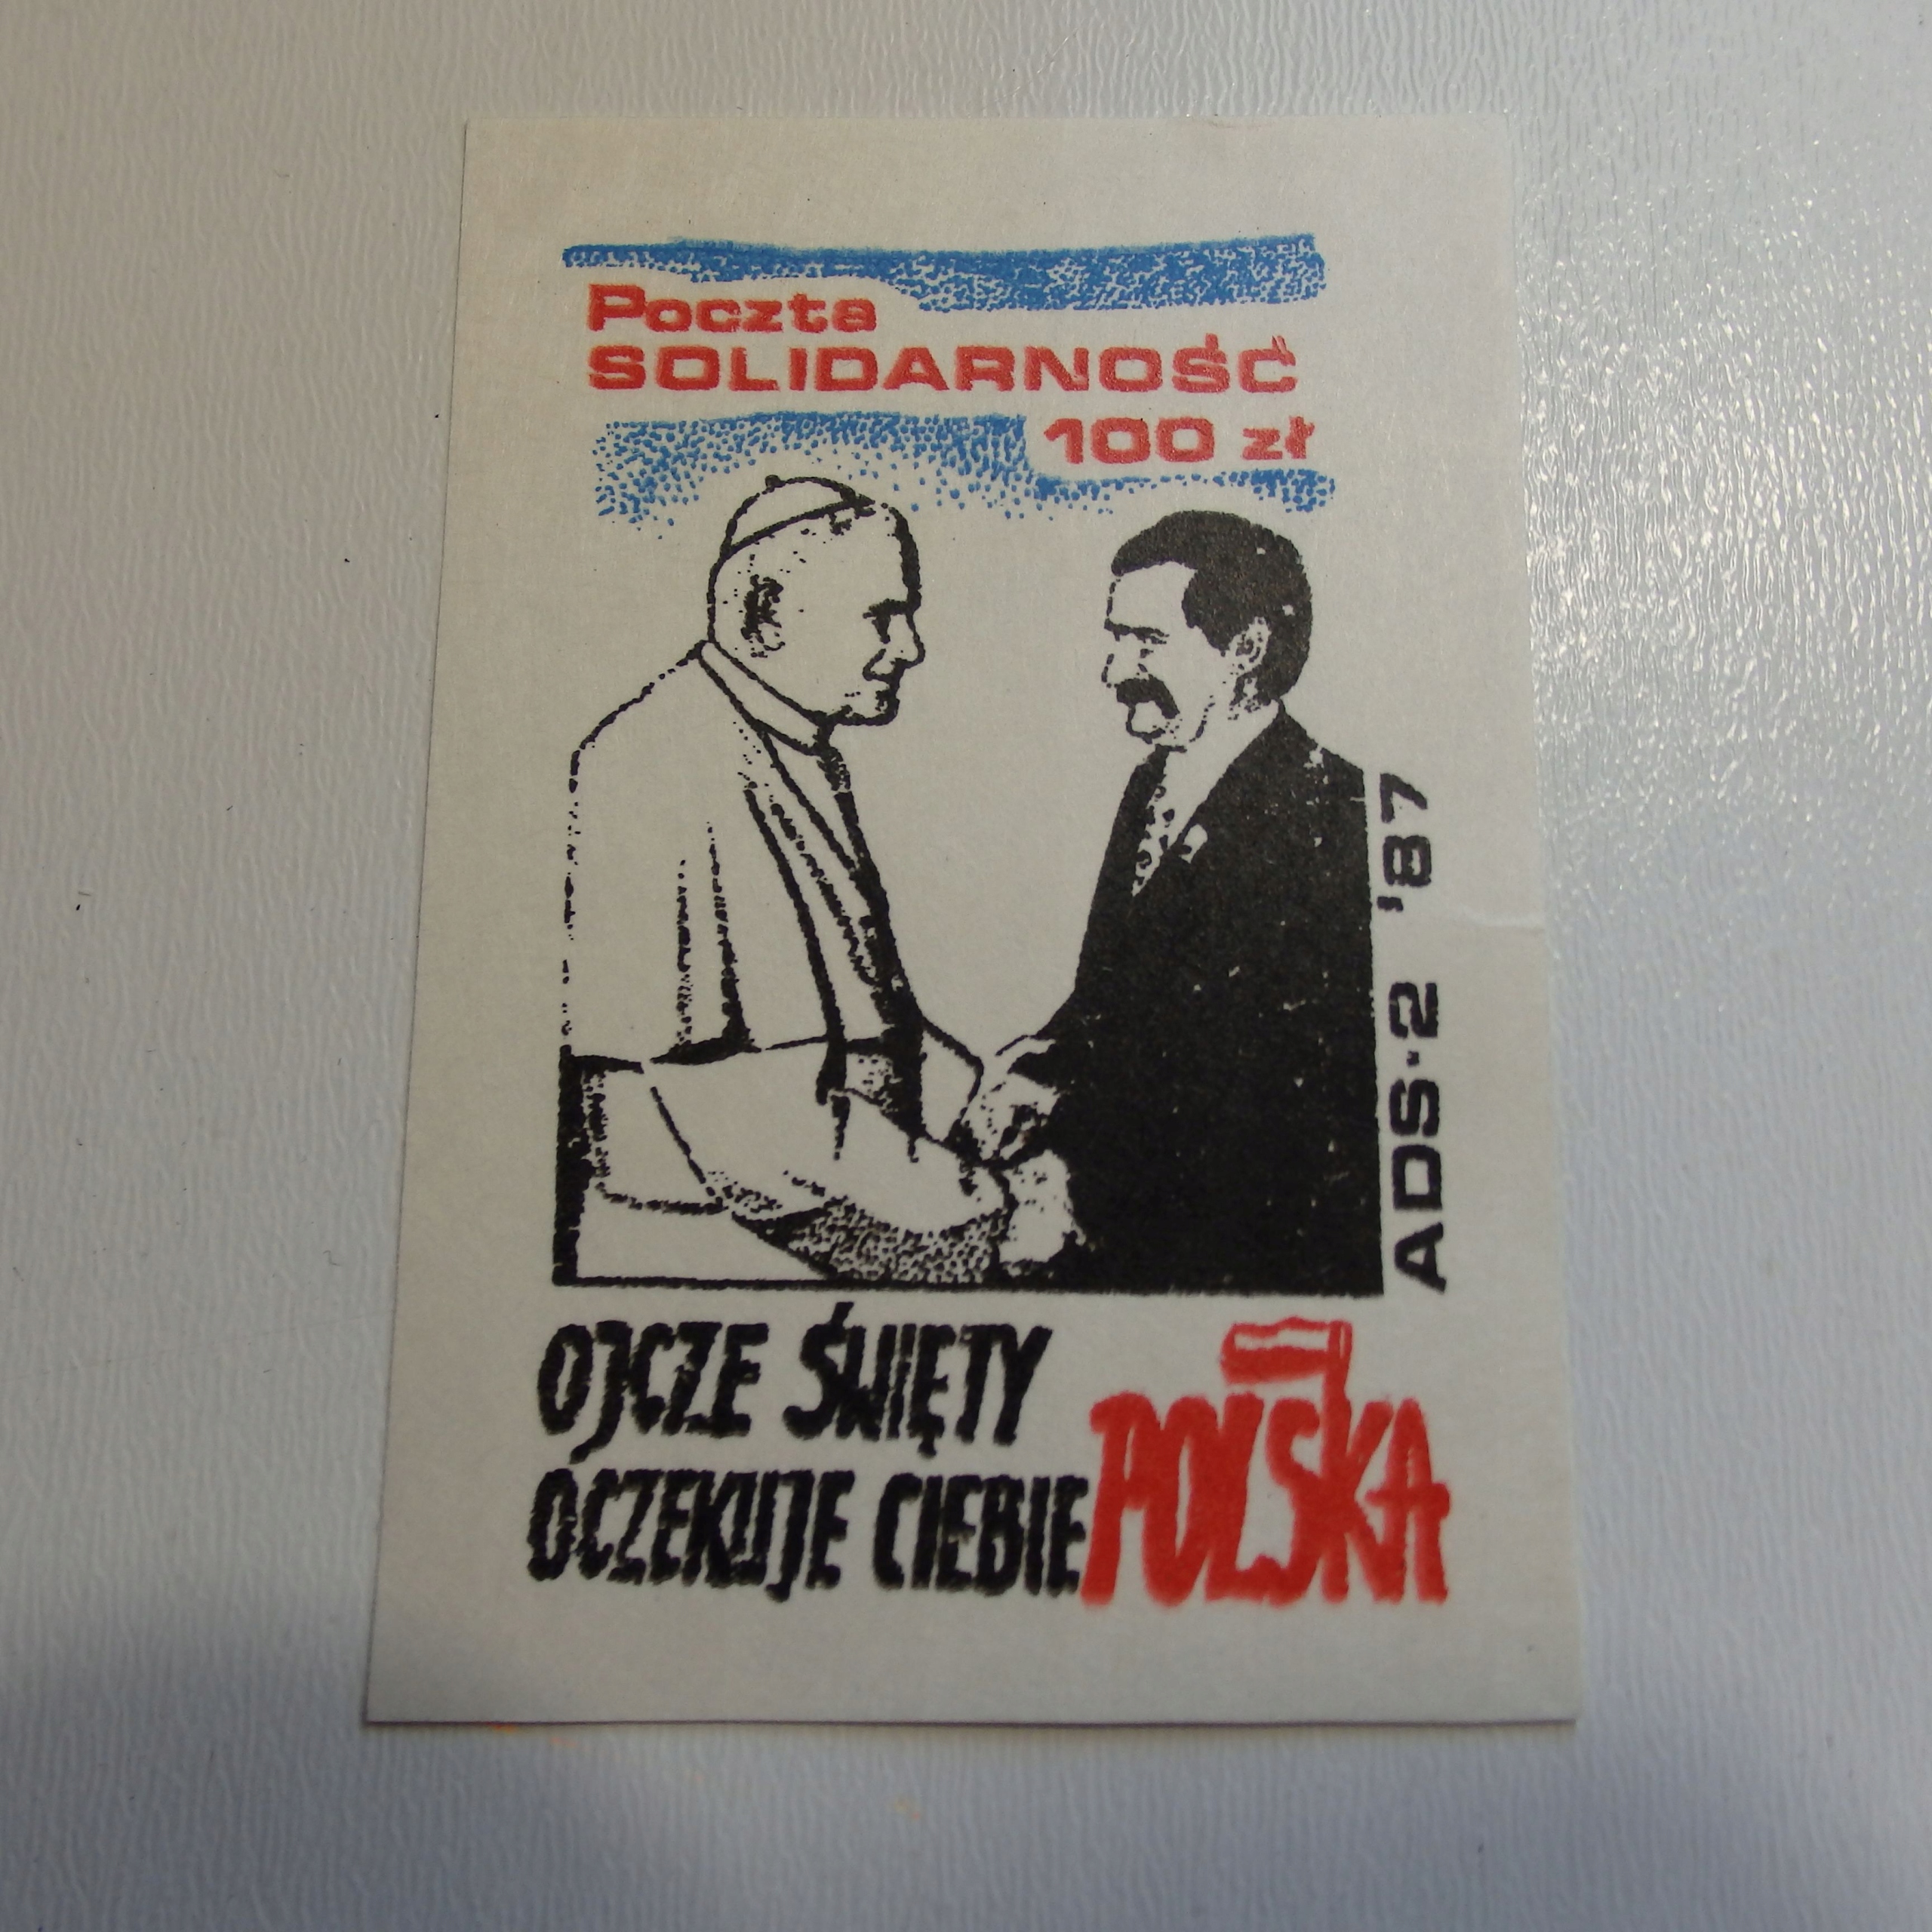 Poczta
SOLIDARNOŚĆ
100 zł
ADS-2 '87
OJCZE ŚWIĘTY
OCZEKUJE CIEBIE POLSKA